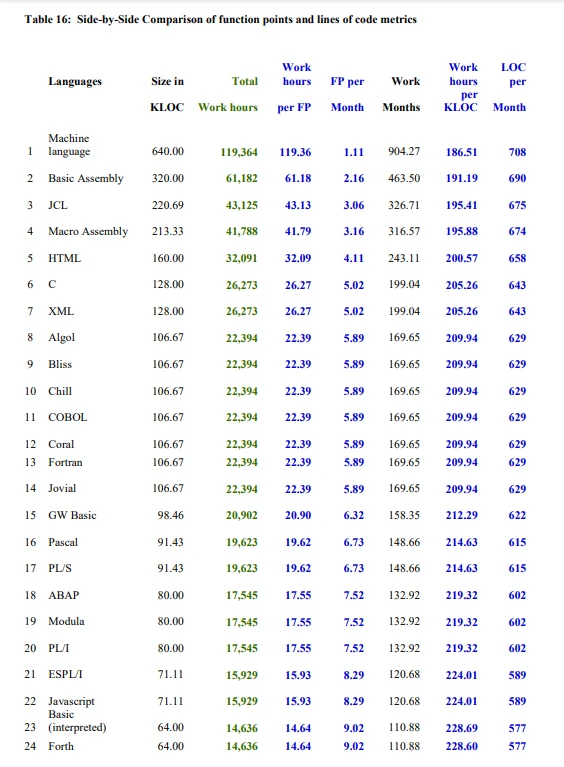 Table 16: Side-by-Side Comparison of function points and lines of code metrics
Work Work LOC
Languages Size in Total hours FP per Work hours per
per
KLOC Work hours per FP Month Months KLOC Month
Machine
1 language 640.00 119,364 119.36 1.11 904.27 186.51 708
2 Basic Assembly 320.00 61,182 61.18 2.16 463.50 191.19 690
3 JCL 220.69 43,125 43.13 3.06 326.71 195.41 675
4 Macro Assembly 213.33 41,788 41.79 3.16 316.57 195.88 674
5 HTML 160.00 32,091 32.09 4.11 243.11 200.57 658
6 C 128.00 26,273 26.27 5.02 199.04 205.26 643
7 XML 128.00 26,273 26.27 5.02 199.04 205.26 643
8 Algol 106.67 22,394 22.39 5.89 169.65 209.94 629
9 Bliss 106.67 22,394 22.39 5.89 169.65 209.94 629
10 Chill 106.67 22,394 22.39 5.89 169.65 209.94 629
11 COBOL 106.67 22,394 22.39 5.89 169.65 209.94 629
12 Coral 106.67 22,394 22.39 5.89 169.65 209.94 629
13 Fortran 106.67 22,394 22.39 5.89 169.65 209.94 629
14 Jovial 106.67 22,394 22.39 5.89 169.65 209.94 629
15 GW Basic 98.46 20,902 20.90 6.32 158.35 212.29 622
16 Pascal 91.43 19,623 19.62 6.73 148.66 214.63 615
17 PL/S 91.43 19,623 19.62 6.73 148.66 214.63 615
18 ABAP 80.00 17,545 17.55 7.52 132.92 219.32 602
19 Modula 80.00 17,545 17.55 7.52 132.92 219.32 602
20 PL/I 80.00 17,545 17.55 7.52 132.92 219.32 602
21 ESPL/I 71.11 15,929 15.93 8.29 120.68 224.01 589
22 Javascript 71.11 15,929 15.93 8.29 120.68 224.01 589
Basic
23 (interpreted) 64.00 14,636 14.64 9.02 110.88 228.69 577
24 Forth 64.00 14,636 14.64 9.02 110.88 228.60 577